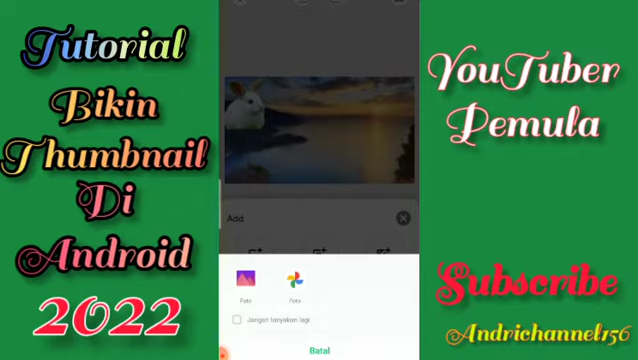 Tutorial
Bikin
Thumbnail
Di
Android
2022
Add
Foto
Foto
Jangan tanyakan lagi
Batal
YouTuber
Pemula
Subscribe
Andrichannel156